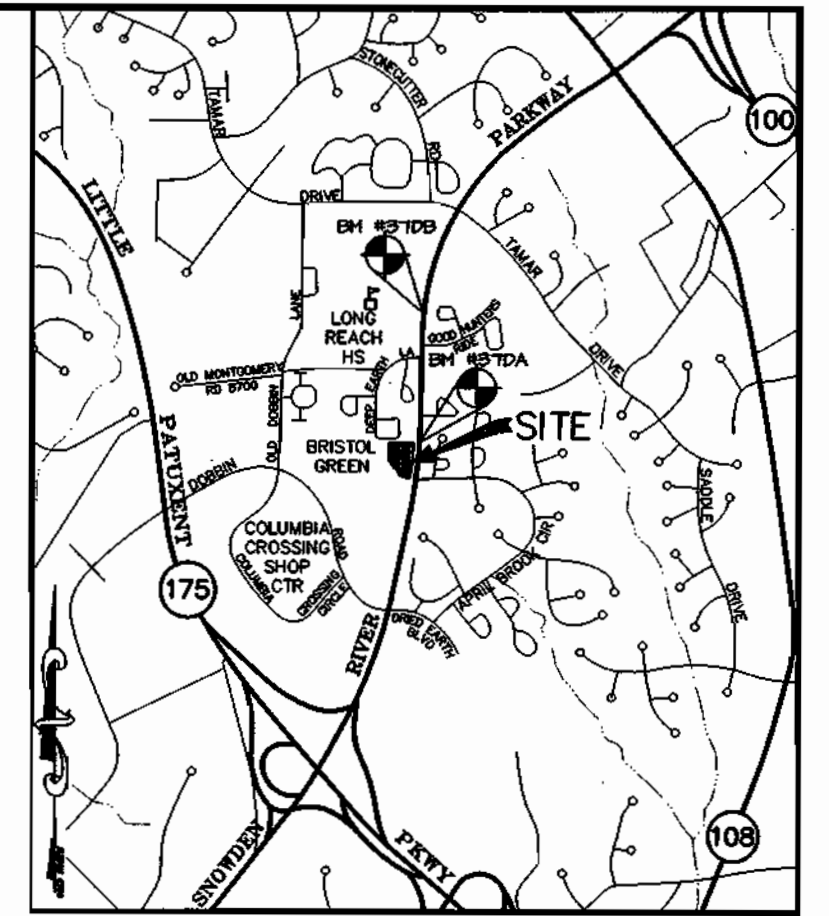 STONECUTTER
RD
TAMAR
PARKWAY
100
LITTLE
DRIVE
BM #37DB
TAMAR
LANE
LONG
REACH
HS
GOOD HUNTERS
RIDE
LA
BM #37DA
OLD MONTGOMERY
RD 8700
DEEP EARTH
DRIVE
OLD DOBBIN
SITE
BRISTOL
GREEN
PATUXENT
DOBBIN
SADDLE
COLUMBIA
CROSSING
SHOP
CTR
ROAD
COLUMBIA
CROSSING
CIRCLE
APRIL BROOK CIR
175
DRIVE
DRIED EARTH
BLVD
RIVER
SNOWDEN
PKWY
108